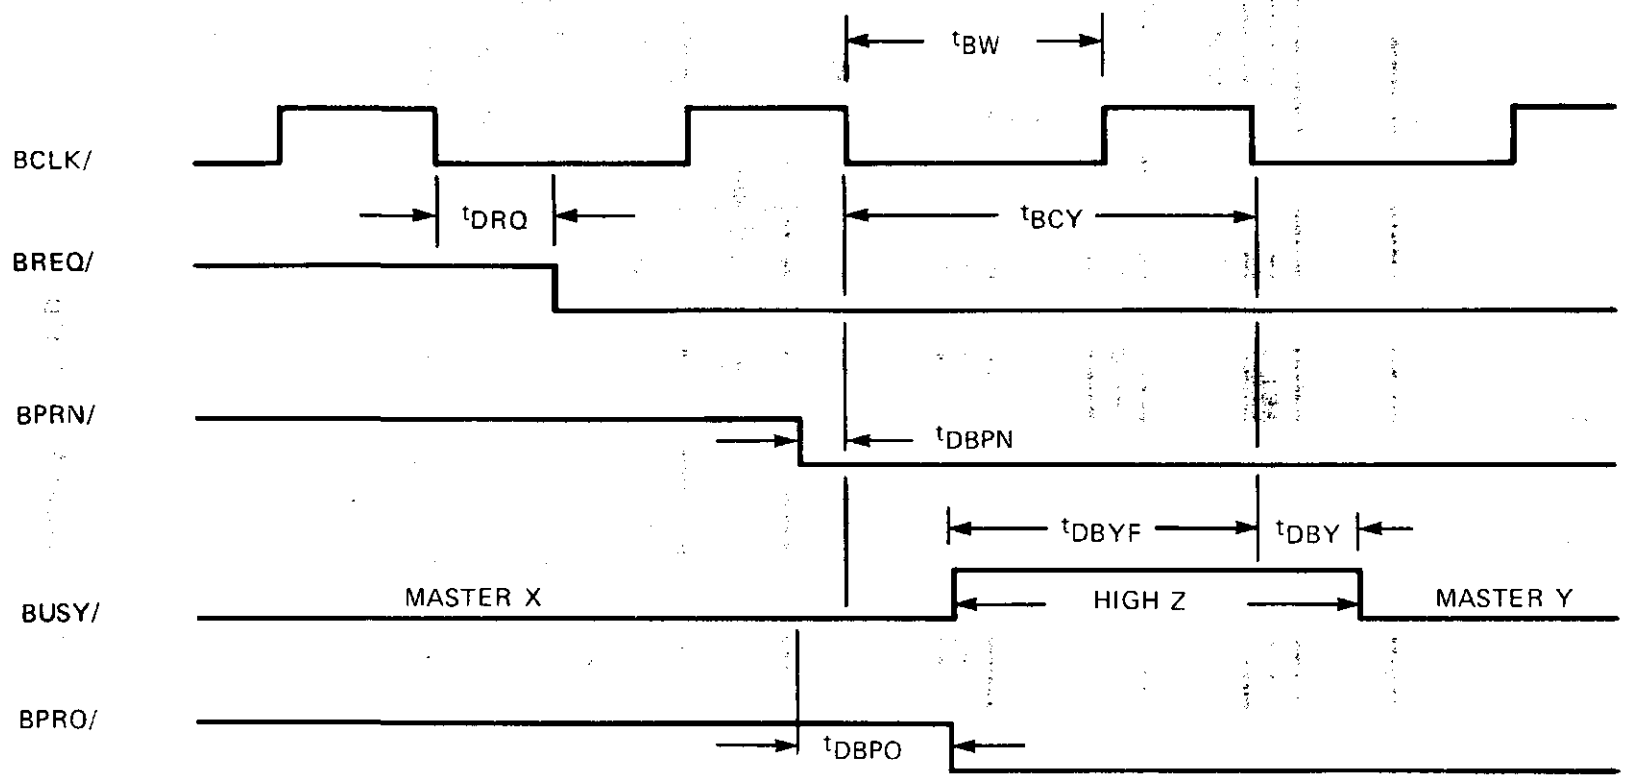 tBW
BCLK/
tDRQ
tBCY
BREQ/
BPRN/
tDBPN
tDBYF
tDBY
BUSY/
MASTER X
HIGH Z
MASTER Y
BPRO/
tDBPO